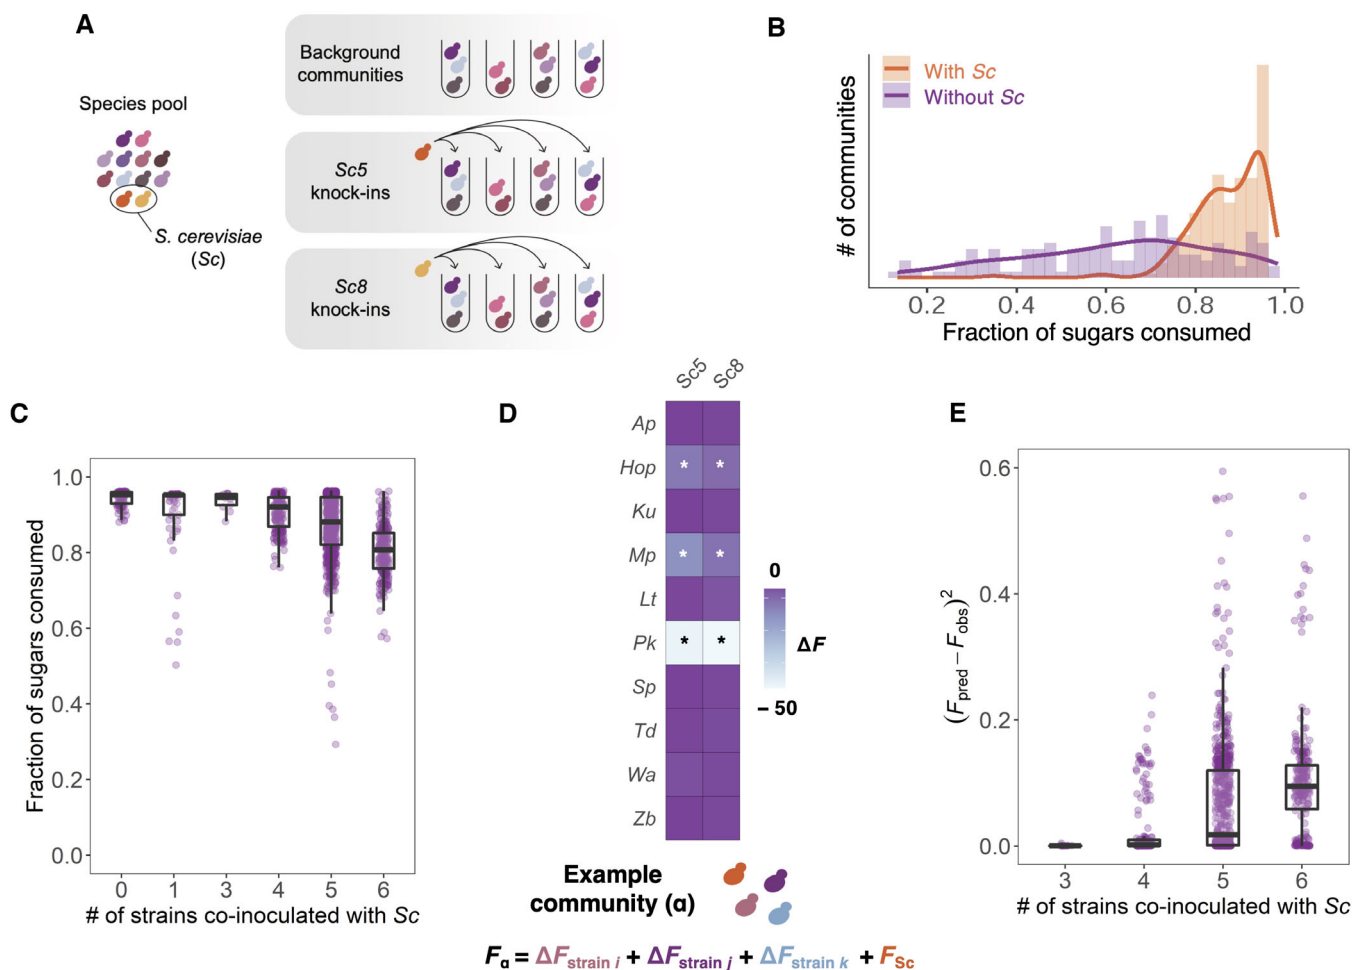 A
Species pool
S. cerevisiae
(Sc)
Background
communities
Sc5
knock-ins
Sc8
knock-ins
B
# of communities
With Sc
Without Sc
0.2 0.4 0.6 0.8 1.0
Fraction of sugars consumed
C
Fraction of sugars consumed
1.0
0.8
0.6
0.4
0.2
0.0
0 1 3 4 5 6
# of strains co-inoculated with Sc
D
Sc5 Sc8
Ap
Hop * *
Ku
Mp * *
Lt
Pk * *
Sp
Td
Wa
Zb
0
ΔF
– 50
Example
community (α)
Fα = ΔFstrain i + ΔFstrain j + ΔFstrain k + FSc
E
(Fpred – Fobs)²
0.6
0.4
0.2
0.0
3 4 5 6
# of strains co-inoculated with Sc